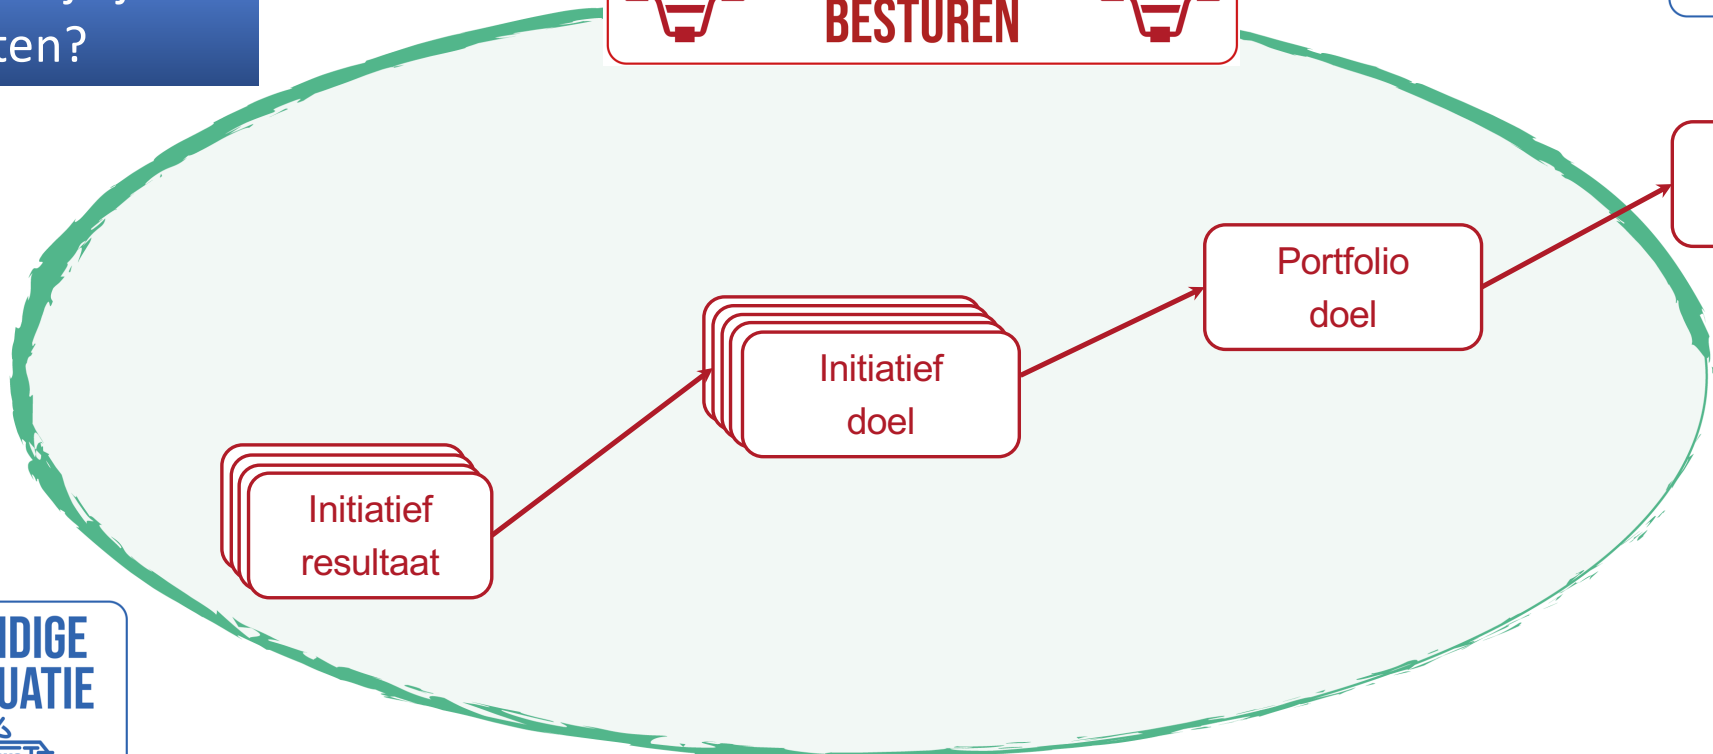 ten?
BESTUREN
Portfolio
doel
Initiatief
doel
Initiatief
resultaat
IDIGE
UATIE